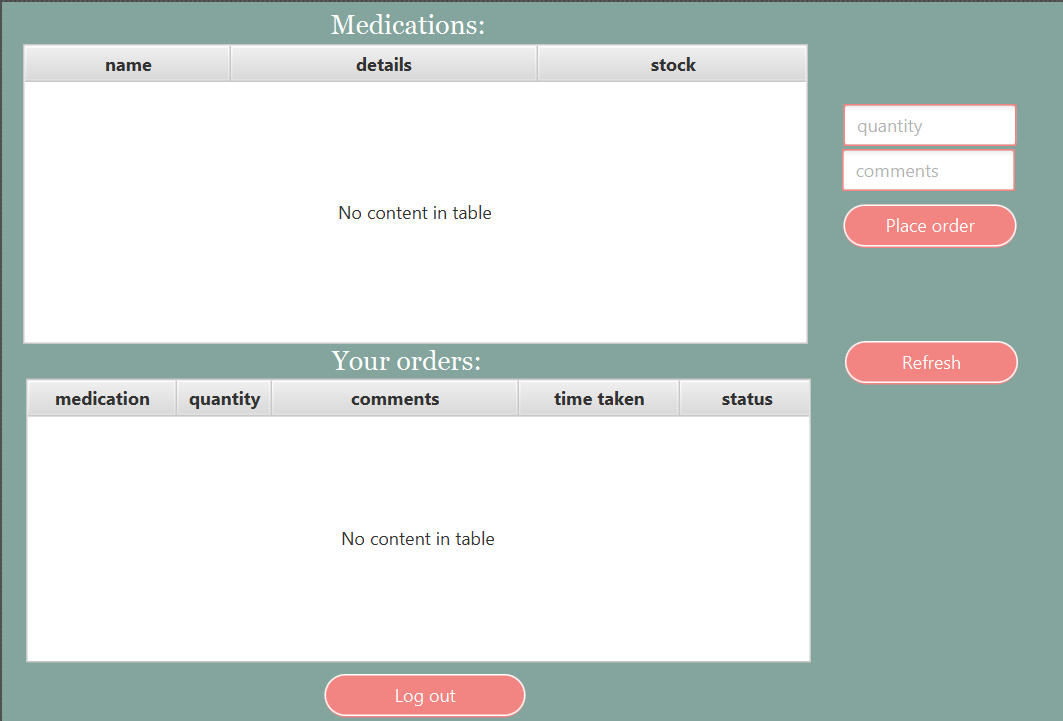 Medications:
name details stock
No content in table
quantity
comments
Place order
Your orders:
Refresh
medication quantity comments time taken status
No content in table
Log out